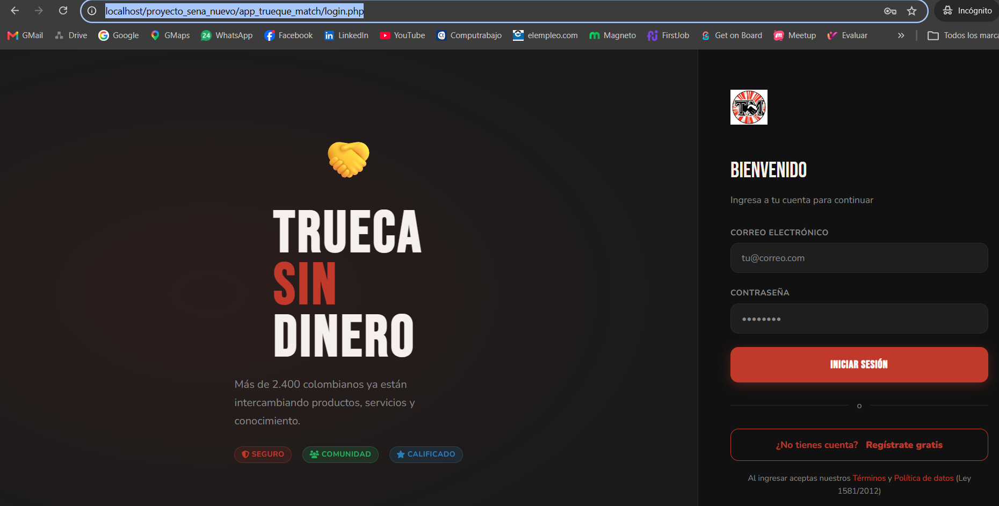 localhost/proyecto_sena_nuevo/app_trueque_match/login.php
Incógnito
GMail
Drive
Google
GMaps
24
WhatsApp
Facebook
LinkedIn
YouTube
Computrabajo
elempleo.com
Magneto
FirstJob
Get on Board
Meetup
Evaluar
Todos los marca
TRUECA
SIN
DINERO
Más de 2.400 colombianos ya están
intercambiando productos, servicios y
conocimiento.
SEGURO
COMUNIDAD
CALIFICADO
TM
BIENVENIDO
Ingresa a tu cuenta para continuar
CORREO ELECTRÓNICO
tu@correo.com
CONTRASEÑA
••••••••
INICIAR SESIÓN
o
¿No tienes cuenta? Regístrate gratis
Al ingresar aceptas nuestros Términos y Política de datos (Ley
1581/2012)